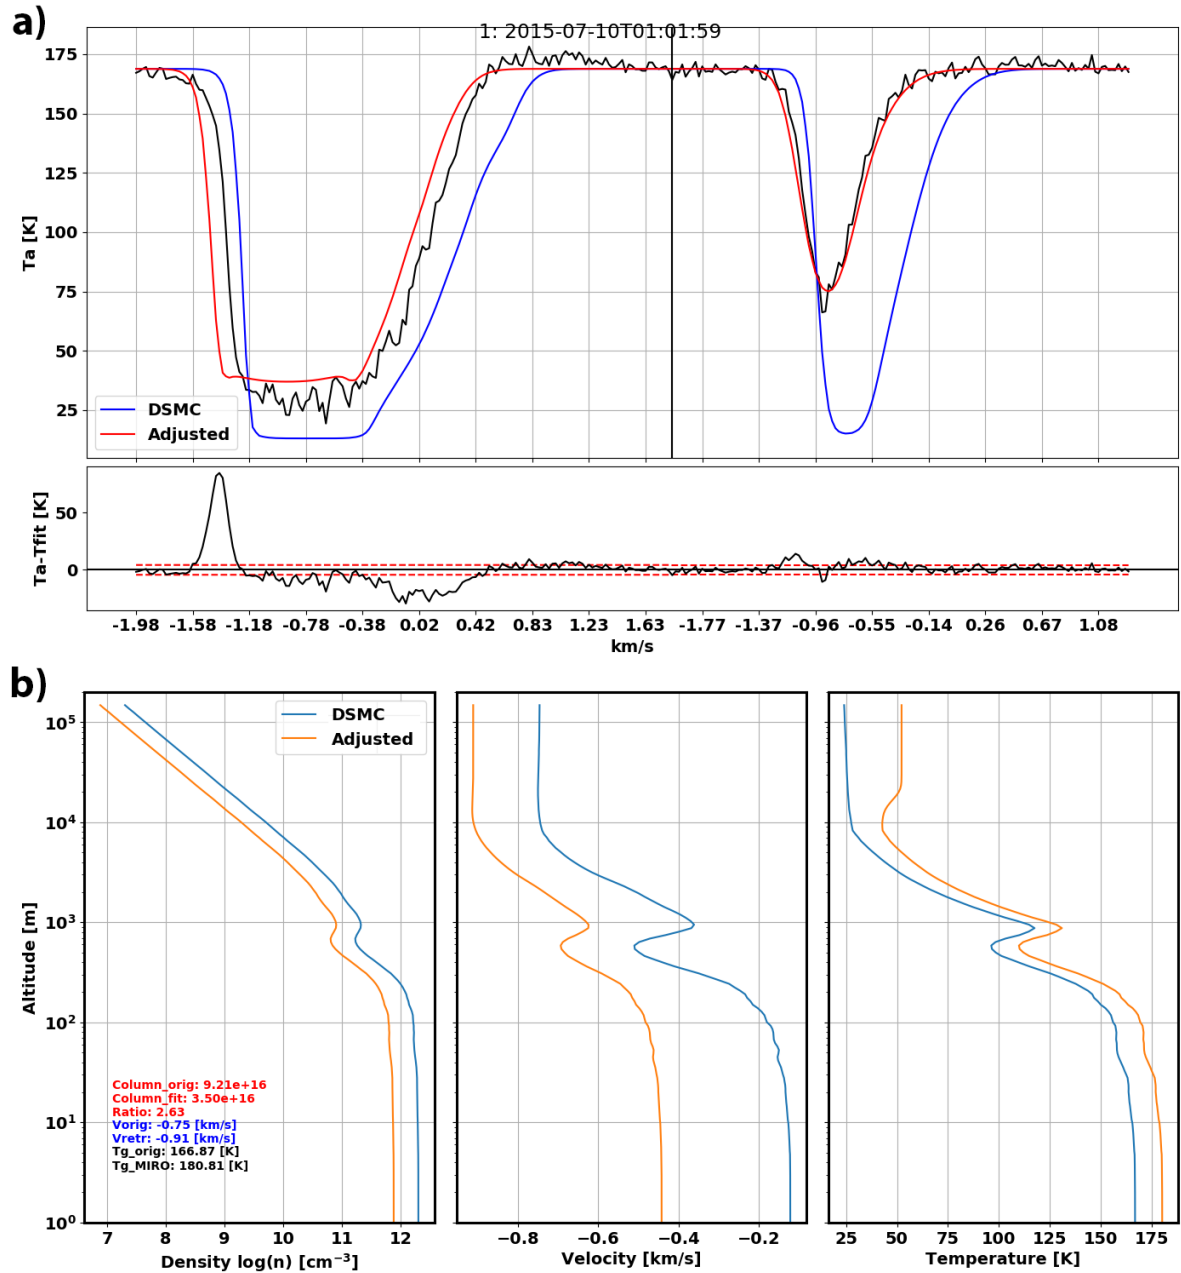 a)
1: 2015-07-10T01:01:59
175
150
125
100
75
50
25
Ta [K]
DSMC
Adjusted
50
0
Ta-Tfit [K]
-1.98 -1.58 -1.18 -0.78 -0.38 0.02 0.42 0.83 1.23 1.63 -1.77 -1.37 -0.96 -0.55 -0.14 0.26 0.67 1.08
km/s
b)
10^5
10^4
10^3
10^2
10^1
10^0
Altitude [m]
DSMC
Adjusted
Column_orig: 9.21e+16
Column_fit: 3.50e+16
Ratio: 2.63
Vorig: -0.75 [km/s]
Vretr: -0.91 [km/s]
Tg_orig: 166.87 [K]
Tg_MIRO: 180.81 [K]
7 8 9 10 11 12
Density log(n) [cm⁻³]
−0.8 −0.6 −0.4 −0.2
Velocity [km/s]
25 50 75 100 125 150 175
Temperature [K]